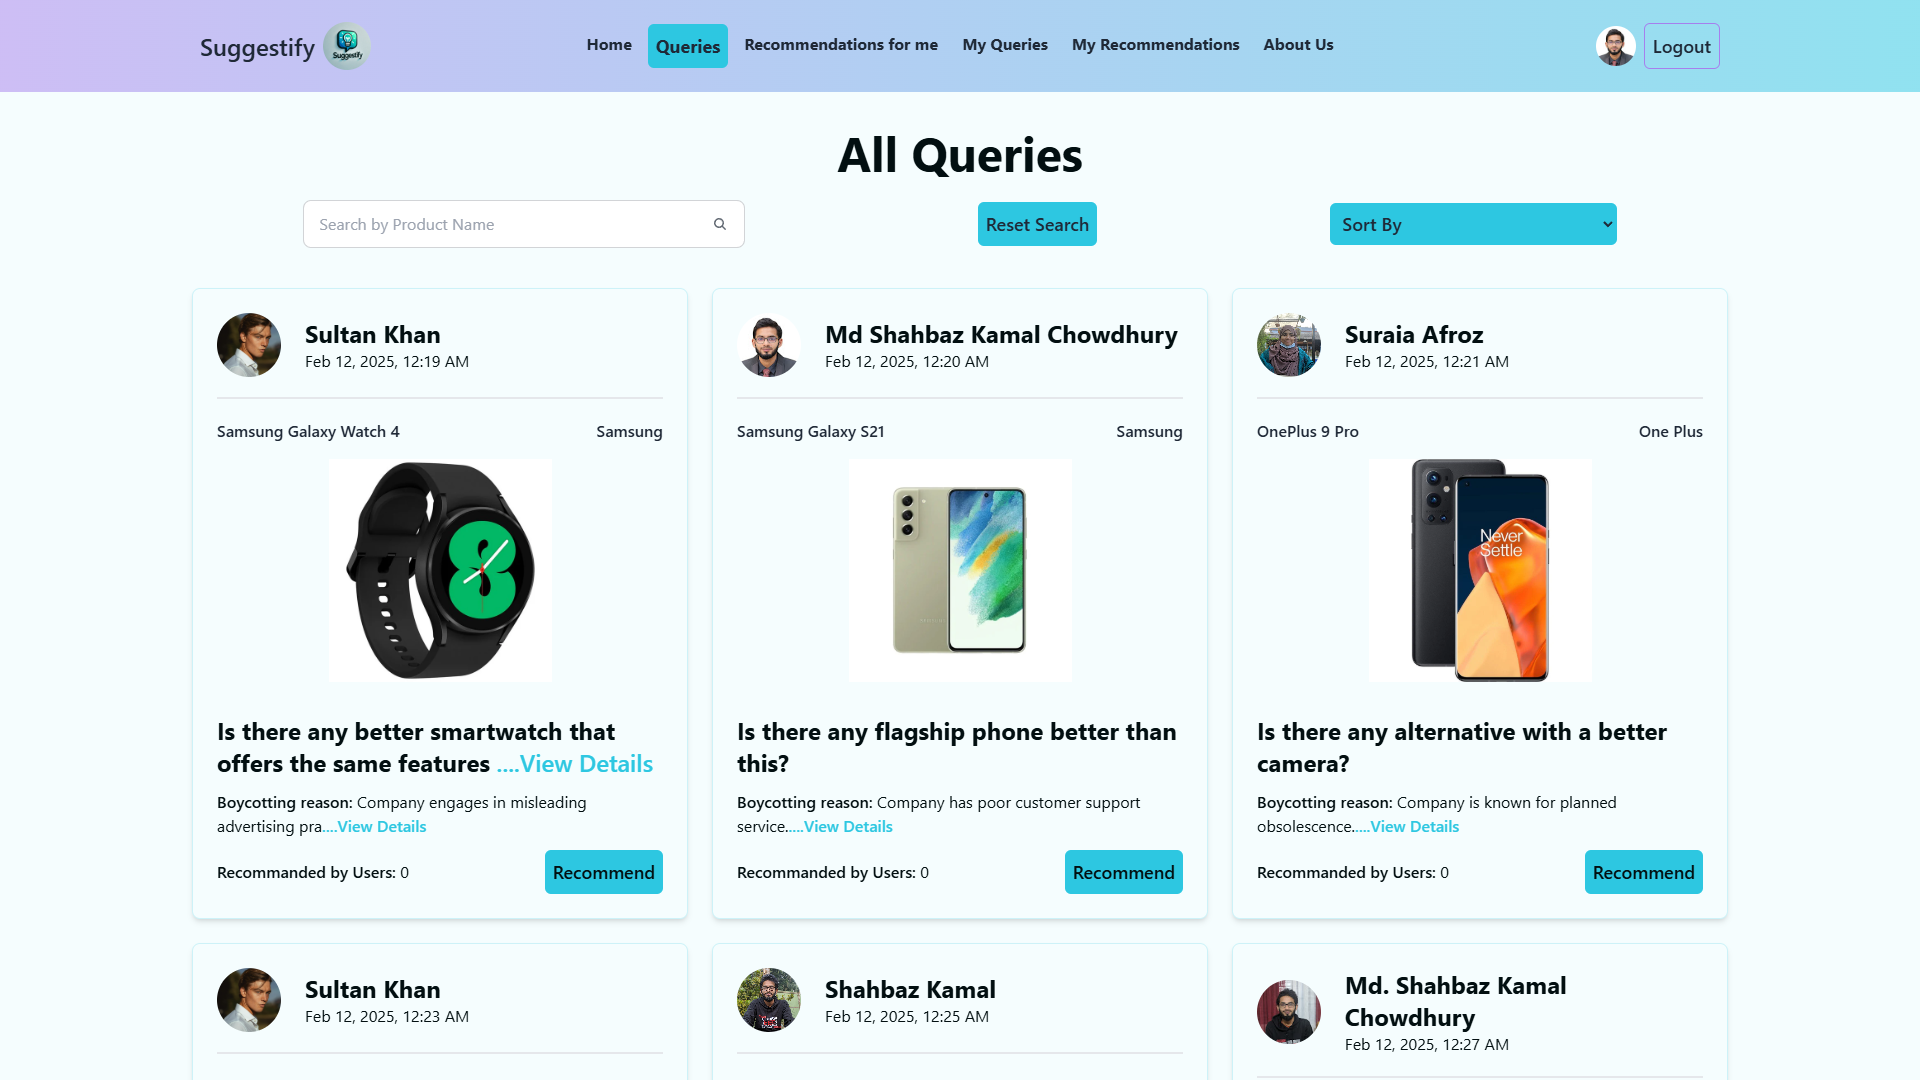 Suggestify
Suggestify
Home
Queries
Recommendations for me
My Queries
My Recommendations
About Us
Logout
All Queries
Search by Product Name
Reset Search
Sort By
Sultan Khan
Feb 12, 2025, 12:19 AM
Samsung Galaxy Watch 4
Samsung
Is there any better smartwatch that
offers the same features ....View Details
Boycotting reason: Company engages in misleading
advertising pra....View Details
Recommanded by Users: 0
Recommend
Md Shahbaz Kamal Chowdhury
Feb 12, 2025, 12:20 AM
Samsung Galaxy S21
Samsung
Is there any flagship phone better than
this?
Boycotting reason: Company has poor customer support
service.....View Details
Recommanded by Users: 0
Recommend
Suraia Afroz
Feb 12, 2025, 12:21 AM
OnePlus 9 Pro
One Plus
Never
Settle
Is there any alternative with a better
camera?
Boycotting reason: Company is known for planned
obsolescence.....View Details
Recommanded by Users: 0
Recommend
Sultan Khan
Feb 12, 2025, 12:23 AM
Shahbaz Kamal
Feb 12, 2025, 12:25 AM
Md. Shahbaz Kamal
Chowdhury
Feb 12, 2025, 12:27 AM